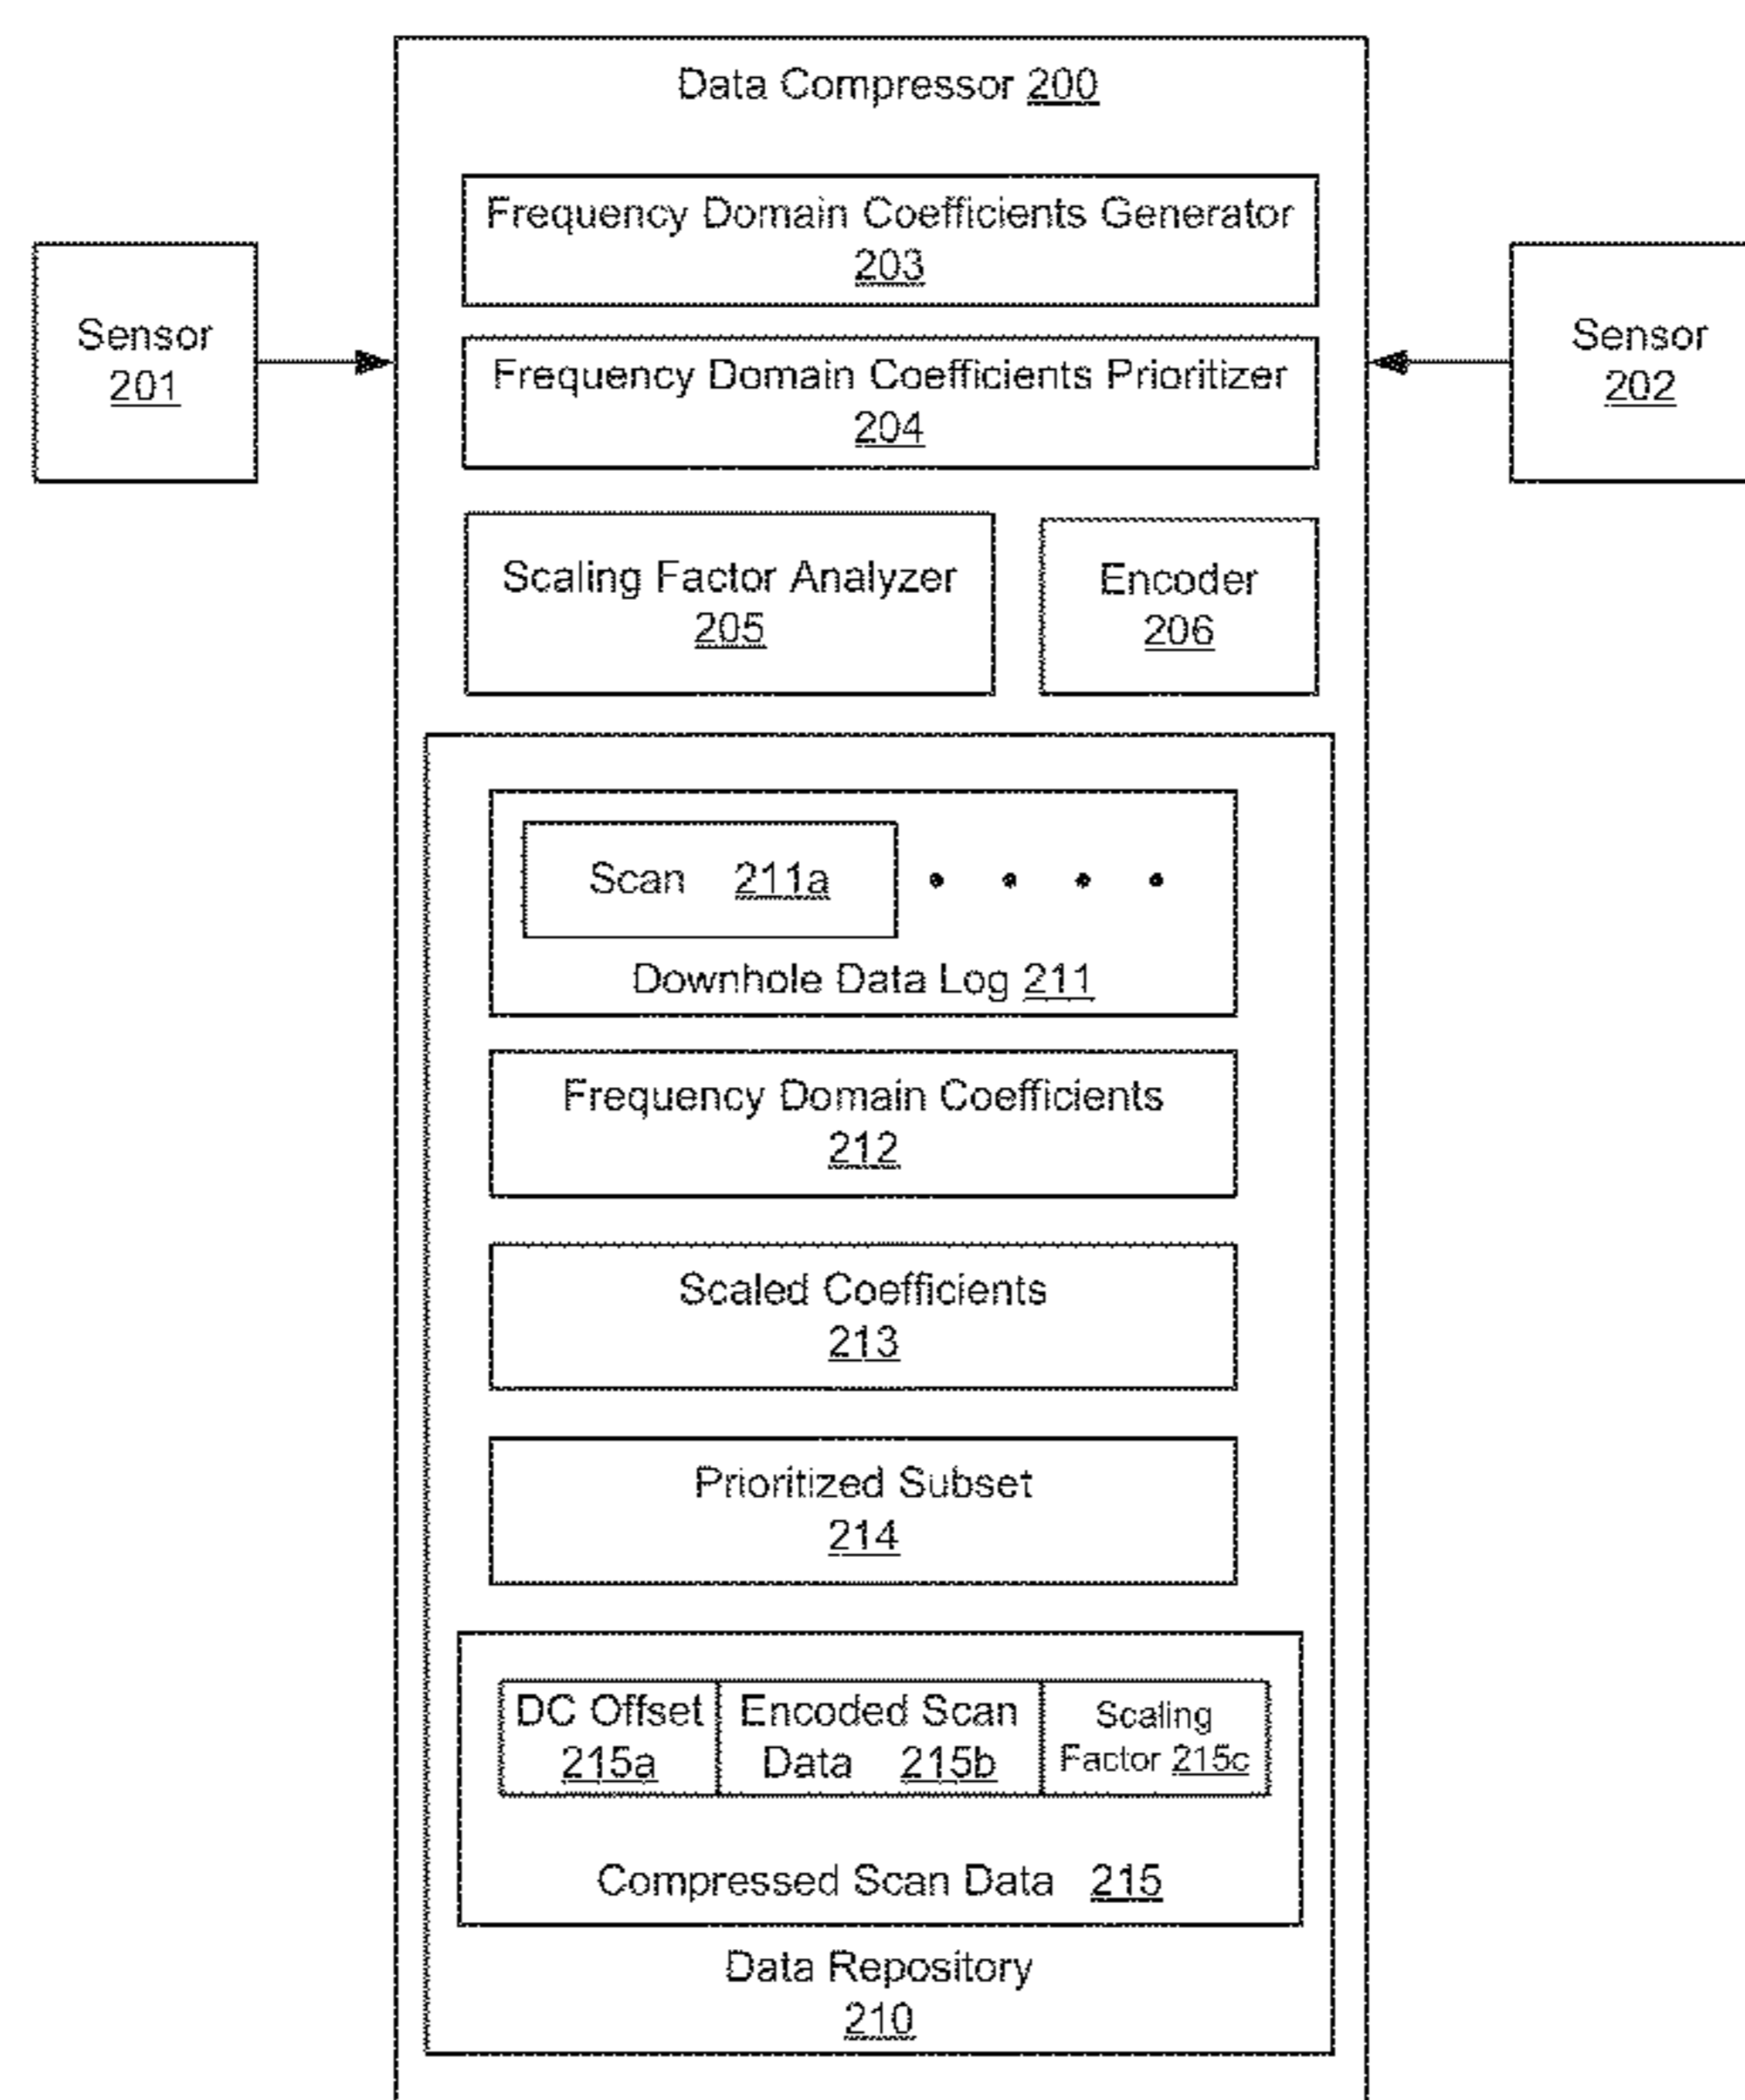 Data Compressor 200
Frequency Domain Coefficients Generator
203
Sensor
201
Sensor
202
Frequency Domain Coefficients Prioritizer
204
Scaling Factor Analyzer
205
Encoder
206
Scan 211a
Downhole Data Log 211
Frequency Domain Coefficients
212
Scaled Coefficients
213
Prioritized Subset
214
DC Offset
215a
Encoded Scan
Data 215b
Scaling
Factor 215c
Compressed Scan Data 215
Data Repository
210